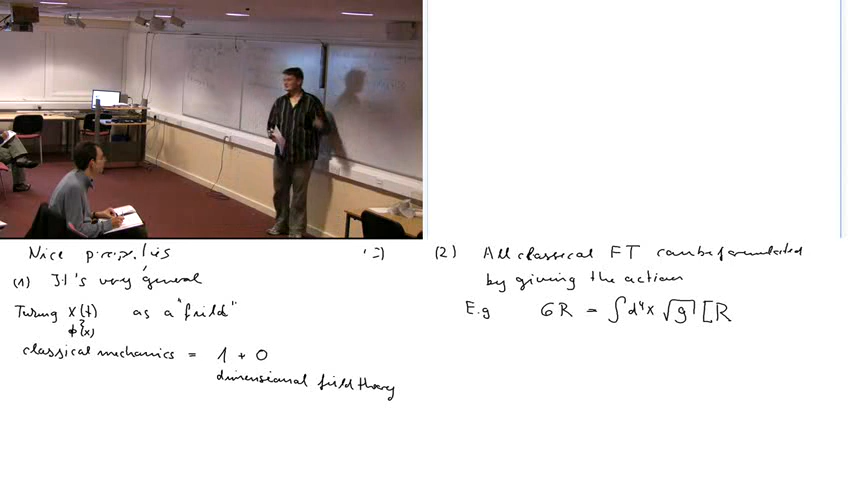 Nice properties
(1) It's very general
Turing x(t) as a "field"
φ(x)
classical mechanics = 1 + 0
dimensional field theory
(2) All classical FT can be formulated
by giving the action
E.g GR = ∫d⁴x √g [R